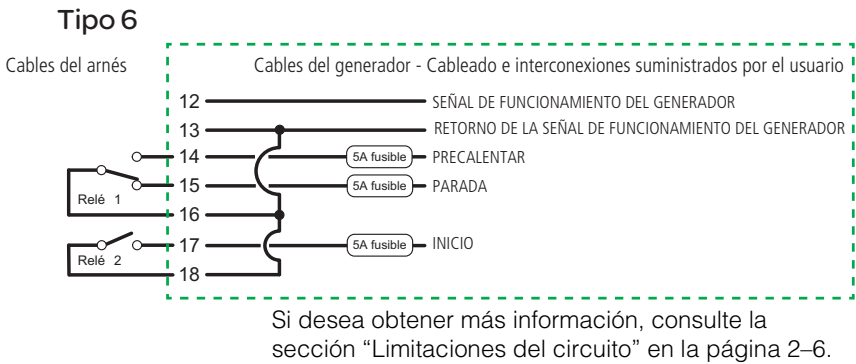 Tipo 6
Cables del arnés
Cables del generador - Cableado e interconexiones suministrados por el usuario
12 SEÑAL DE FUNCIONAMIENTO DEL GENERADOR
13 RETORNO DE LA SEÑAL DE FUNCIONAMIENTO DEL GENERADOR
14 5A fusible PRECALENTAR
15 5A fusible PARADA
Relé 1
16
17 5A fusible INICIO
Relé 2
18
Si desea obtener más información, consulte la
sección “Limitaciones del circuito” en la página 2–6.